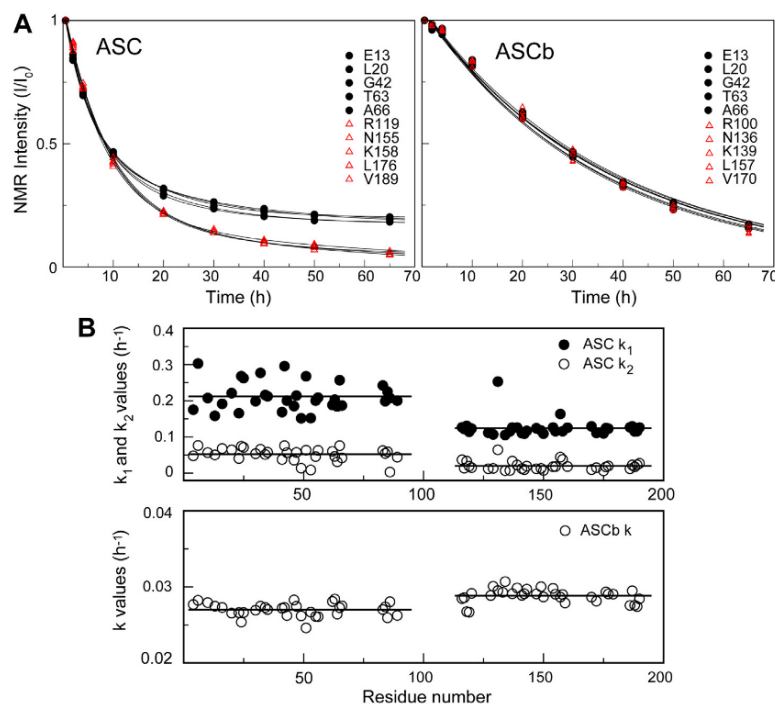 A
ASC
E13
L20
G42
T63
A66
R119
N155
K158
L176
V189
NMR Intensity (I/I₀)
1
0.5
0
10 20 30 40 50 60 70
Time (h)
ASCb
E13
L20
G42
T63
A66
R100
N136
K139
L157
V170
0 10 20 30 40 50 60 70
Time (h)
B
k₁ and k₂ values (h⁻¹)
0.4
0.3
0.2
0.1
0
ASC k₁
ASC k₂
50 100 150 200
k values (h⁻¹)
0.04
0.03
0.02
ASCb k
0 50 100 150 200
Residue number